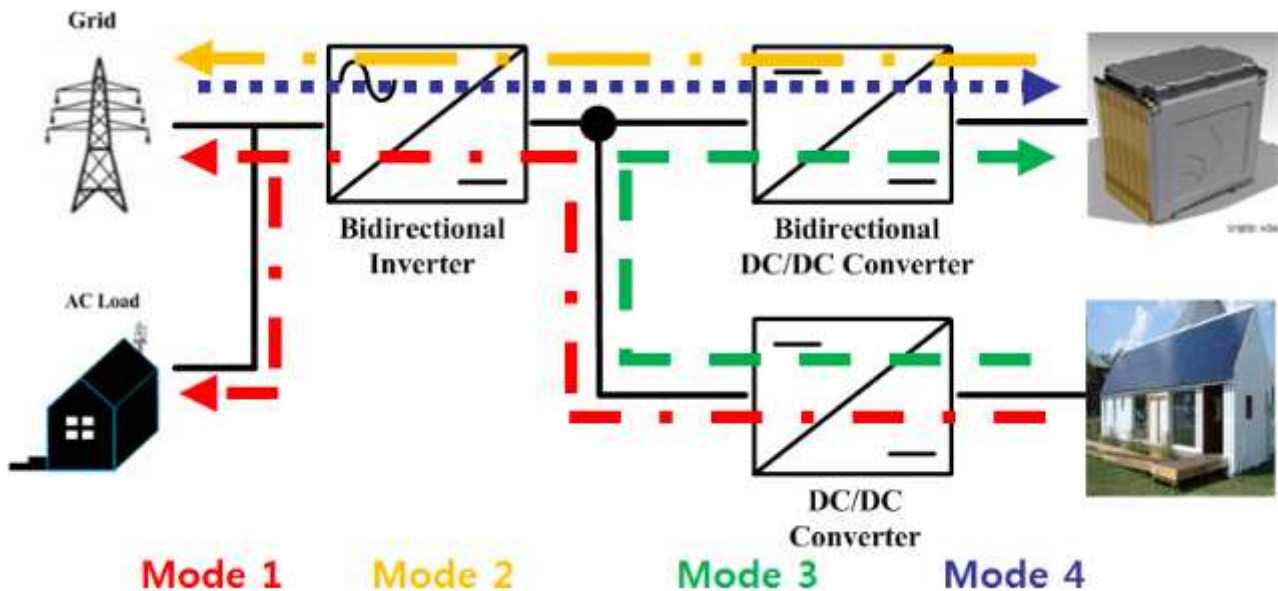 Grid
Bidirectional
Inverter
Bidirectional
DC/DC Converter
AC Load
DC/DC
Converter
Mode 1
Mode 2
Mode 3
Mode 4